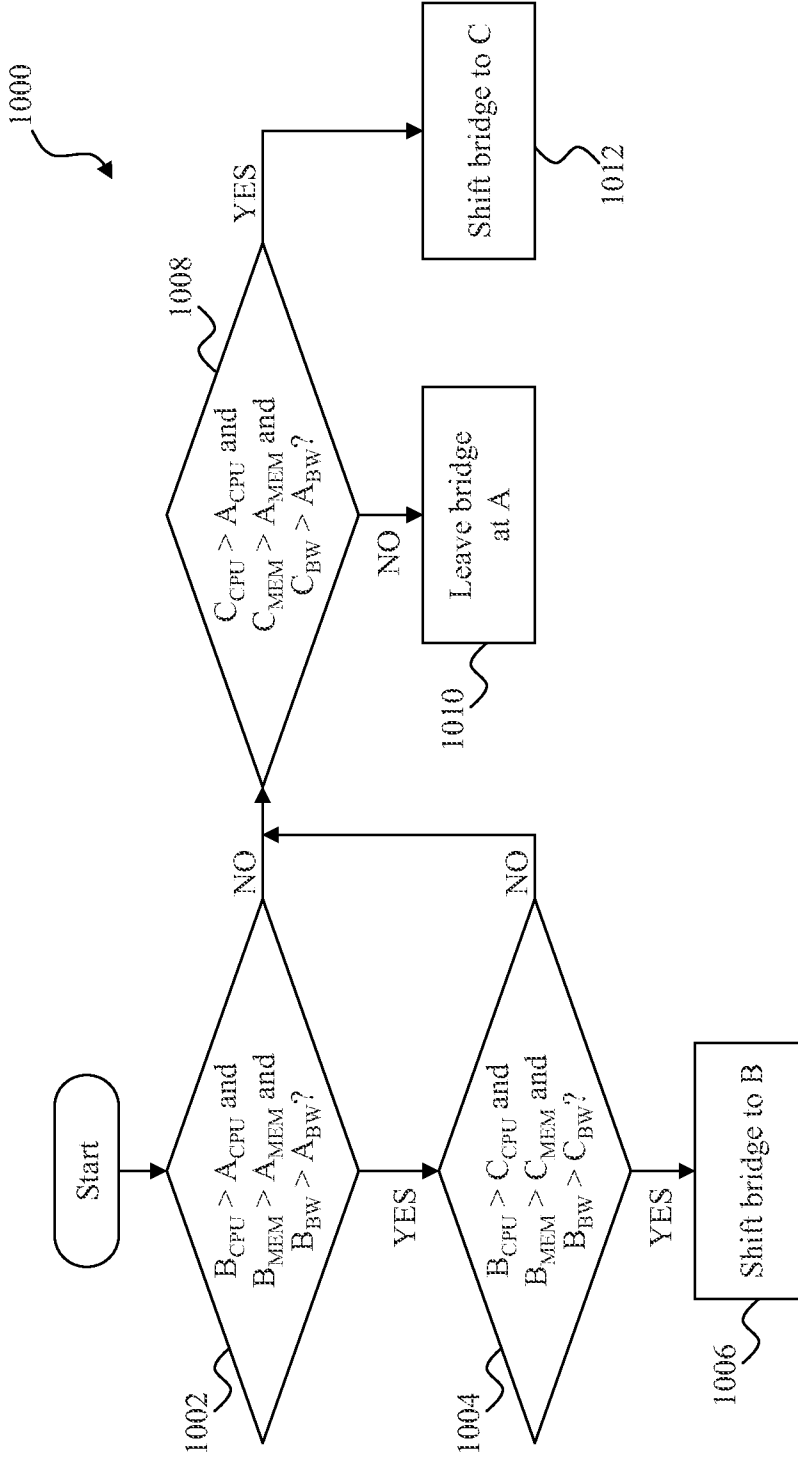 1000
Start
1002
B_CPU > A_CPU and
B_MEM > A_MEM and
B_BW > A_BW?
NO
YES
1004
B_CPU > C_CPU and
B_MEM > C_MEM and
B_BW > C_BW?
NO
YES
1006
Shift bridge to B
1008
C_CPU > A_CPU and
C_MEM > A_MEM and
C_BW > A_BW?
YES
NO
1010
Leave bridge
at A
Shift bridge to C
1012